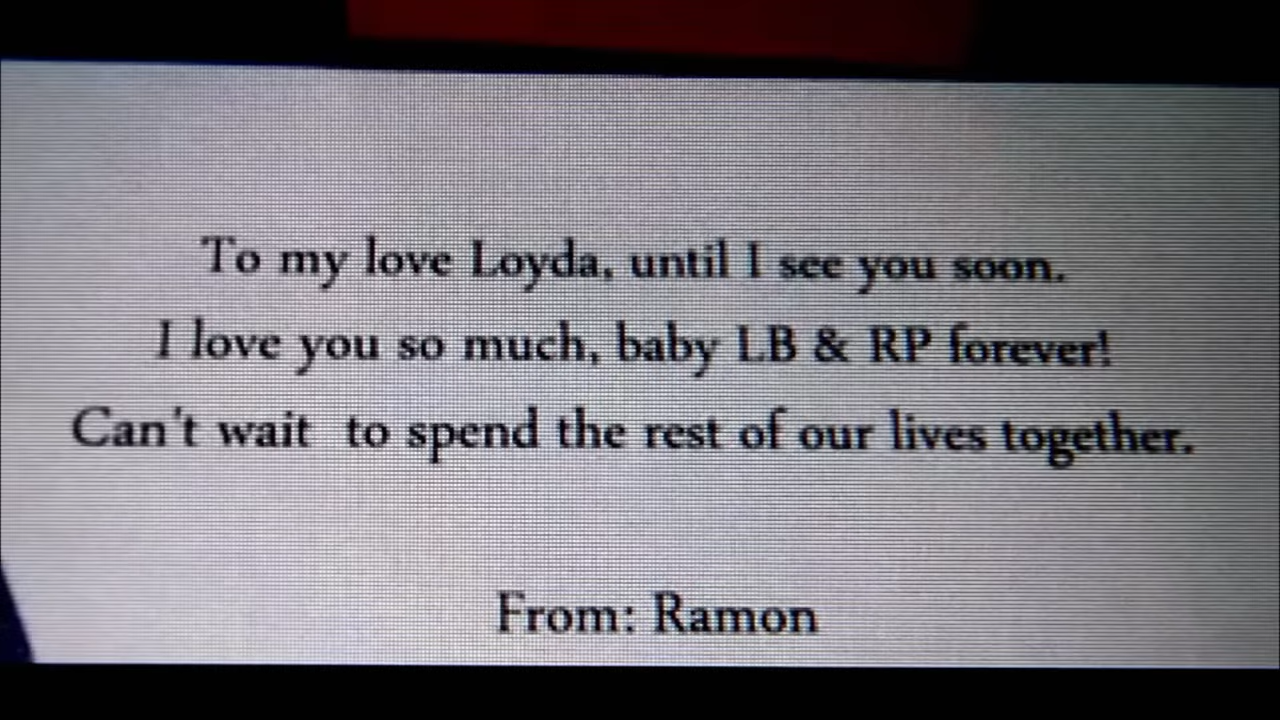 To my love Loyda, until I see you soon.
I love you so much, baby LB & RP forever!
Can't wait to spend the rest of our lives together.
From: Ramon